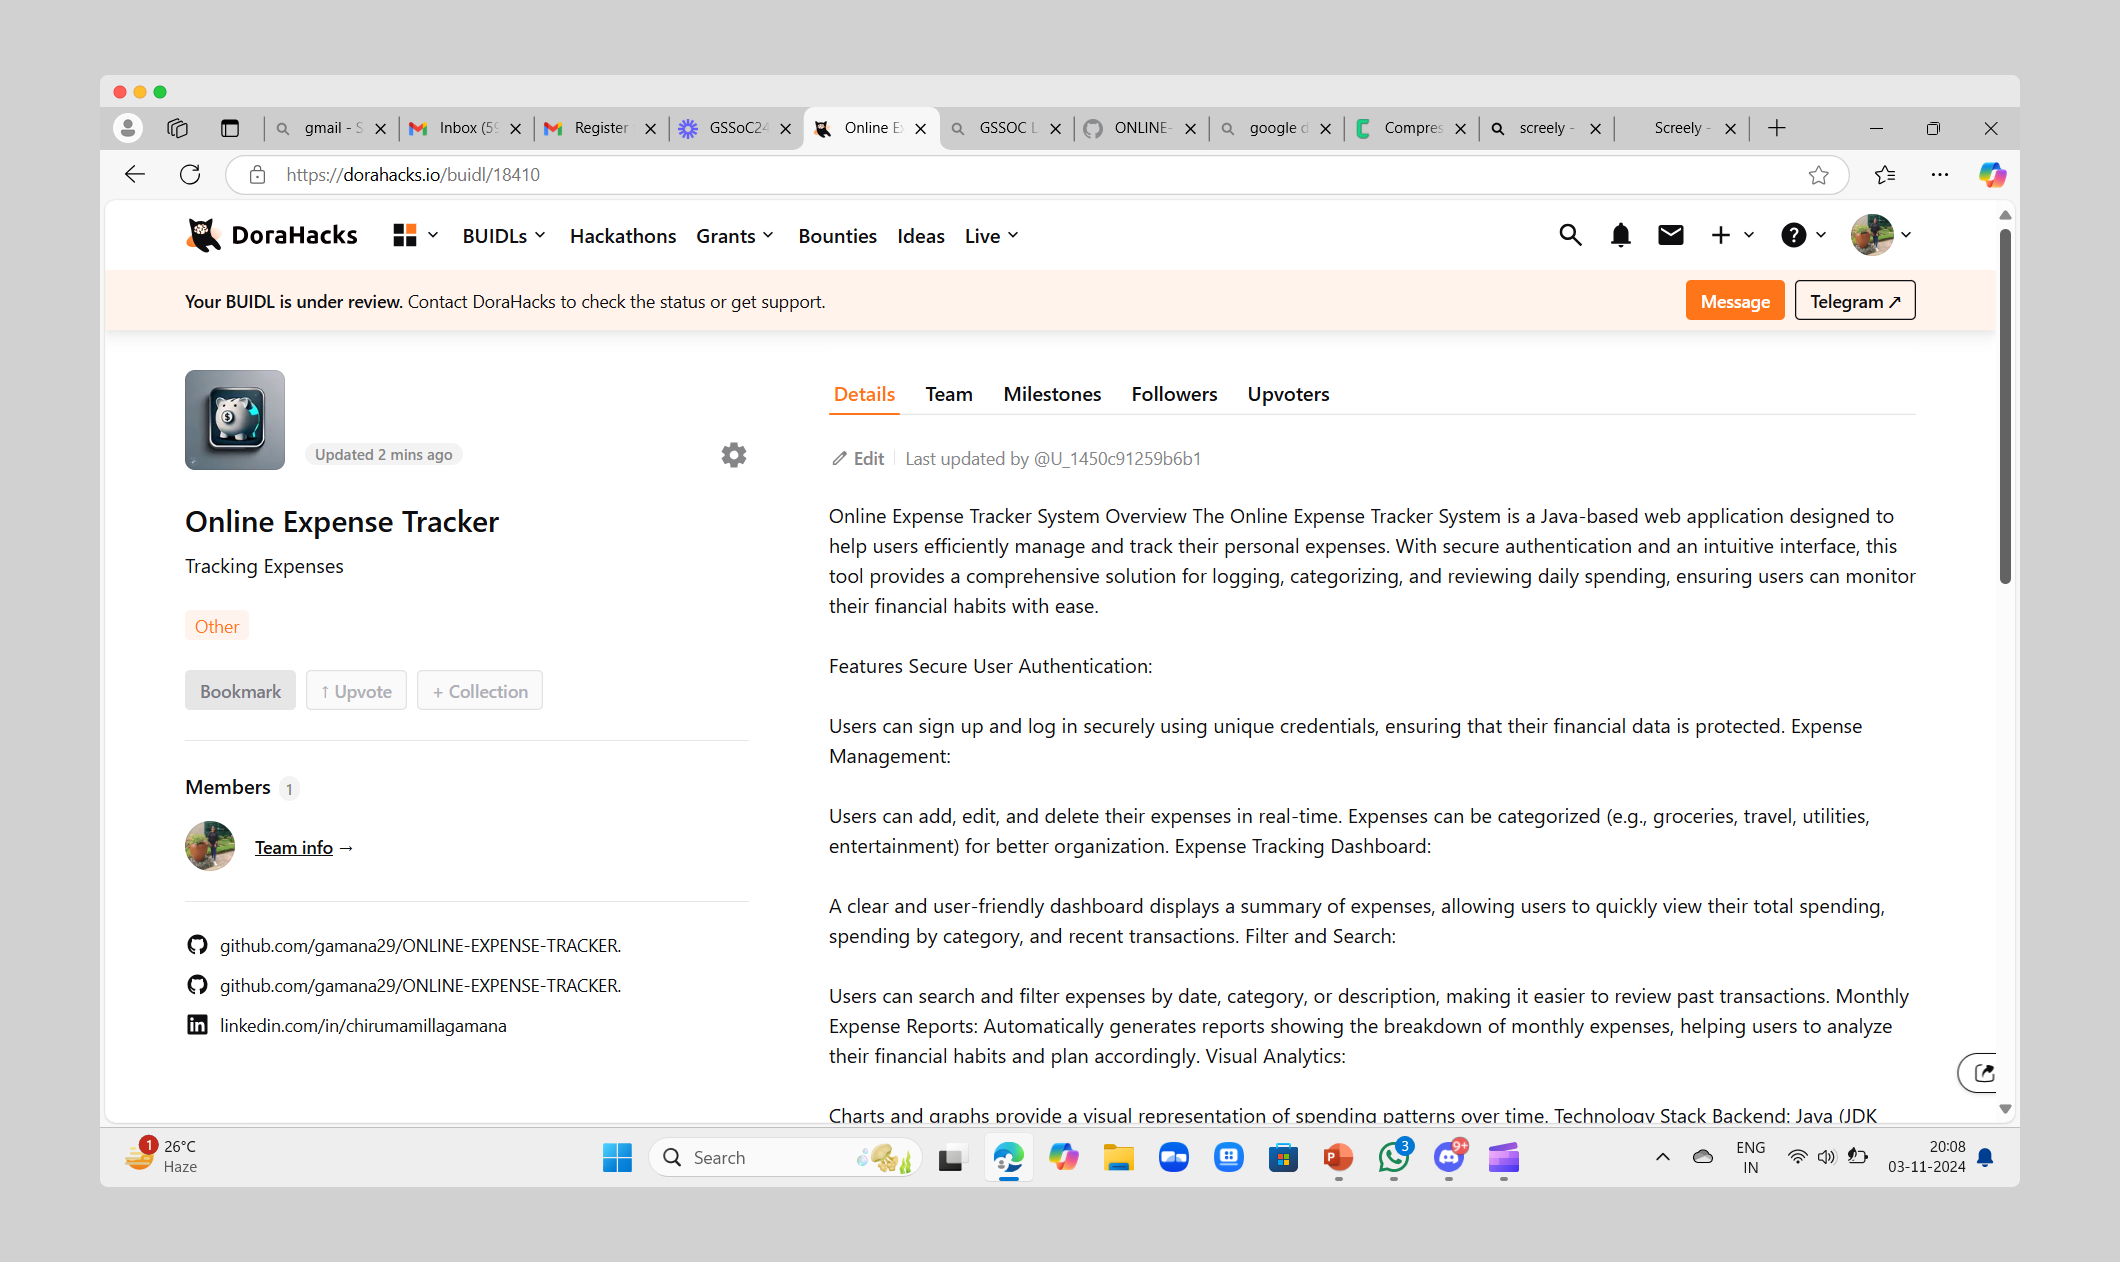 gmail - S
Inbox (59
Register
GSSoC24
Online Ex
GSSOC L
ONLINE-
google d
Compres
screely -
Screely -
https://dorahacks.io/buidl/18410
DoraHacks
BUIDLs
Hackathons
Grants
Bounties
Ideas
Live
Your BUIDL is under review. Contact DoraHacks to check the status or get support.
Message
Telegram ↗
Updated 2 mins ago
Online Expense Tracker
Tracking Expenses
Other
Bookmark
↑ Upvote
+ Collection
Members 1
Team info →
github.com/gamana29/ONLINE-EXPENSE-TRACKER.
github.com/gamana29/ONLINE-EXPENSE-TRACKER.
linkedin.com/in/chirumamillagamana
Details
Team
Milestones
Followers
Upvoters
Edit
Last updated by @U_1450c91259b6b1
Online Expense Tracker System Overview The Online Expense Tracker System is a Java-based web application designed to
help users efficiently manage and track their personal expenses. With secure authentication and an intuitive interface, this
tool provides a comprehensive solution for logging, categorizing, and reviewing daily spending, ensuring users can monitor
their financial habits with ease.
Features Secure User Authentication:
Users can sign up and log in securely using unique credentials, ensuring that their financial data is protected. Expense
Management:
Users can add, edit, and delete their expenses in real-time. Expenses can be categorized (e.g., groceries, travel, utilities,
entertainment) for better organization. Expense Tracking Dashboard:
A clear and user-friendly dashboard displays a summary of expenses, allowing users to quickly view their total spending,
spending by category, and recent transactions. Filter and Search:
Users can search and filter expenses by date, category, or description, making it easier to review past transactions. Monthly
Expense Reports: Automatically generates reports showing the breakdown of monthly expenses, helping users to analyze
their financial habits and plan accordingly. Visual Analytics:
Charts and graphs provide a visual representation of spending patterns over time. Technology Stack Backend: Java (JDK
1
26°C
Haze
Search
3
9+
ENG
IN
20:08
03-11-2024